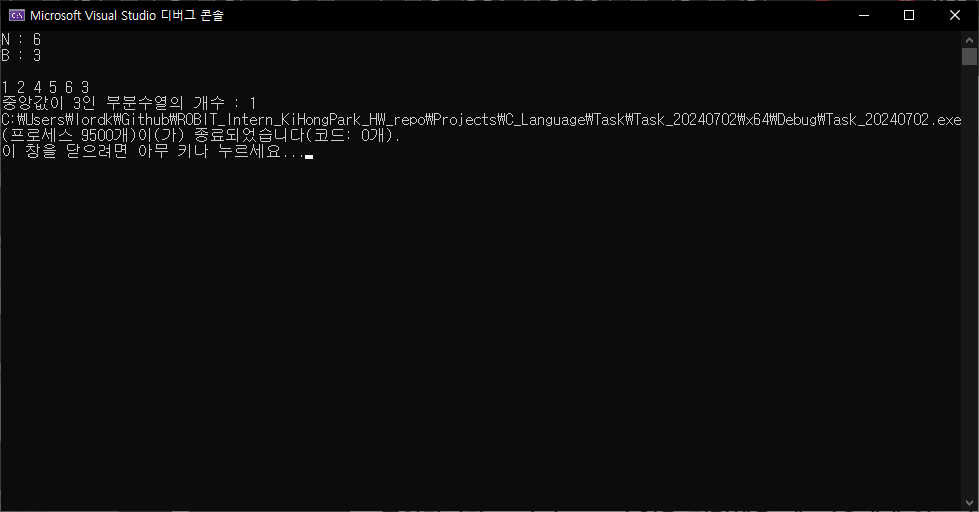 Microsoft Visual Studio 디버그 콘솔
N : 6
B : 3
1 2 4 5 6 3
중앙값이 3인 부분수열의 개수 : 1
C:₩Users₩lordk₩Github₩ROBIT_Intern_KiHongPark_HW_repo₩Projects₩C_Language₩Task₩Task_20240702₩x64₩Debug₩Task_20240702.exe
(프로세스 9500개)이(가) 종료되었습니다(코드: 0개).
이 창을 닫으려면 아무 키나 누르세요...